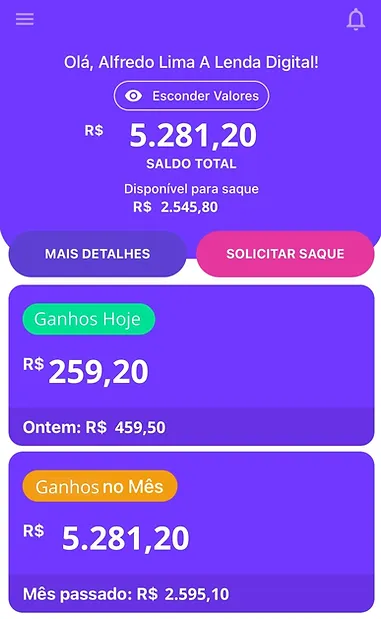 Olá, Alfredo Lima A Lenda Digital!
Esconder Valores
R$ 5.281,20
SALDO TOTAL
Disponível para saque
R$ 2.545,80
MAIS DETALHES SOLICITAR SAQUE
Ganhos Hoje
R$ 259,20
Ontem: R$ 459,50
Ganhos no Mês
R$ 5.281,20
Mês passado: R$ 2.595,10